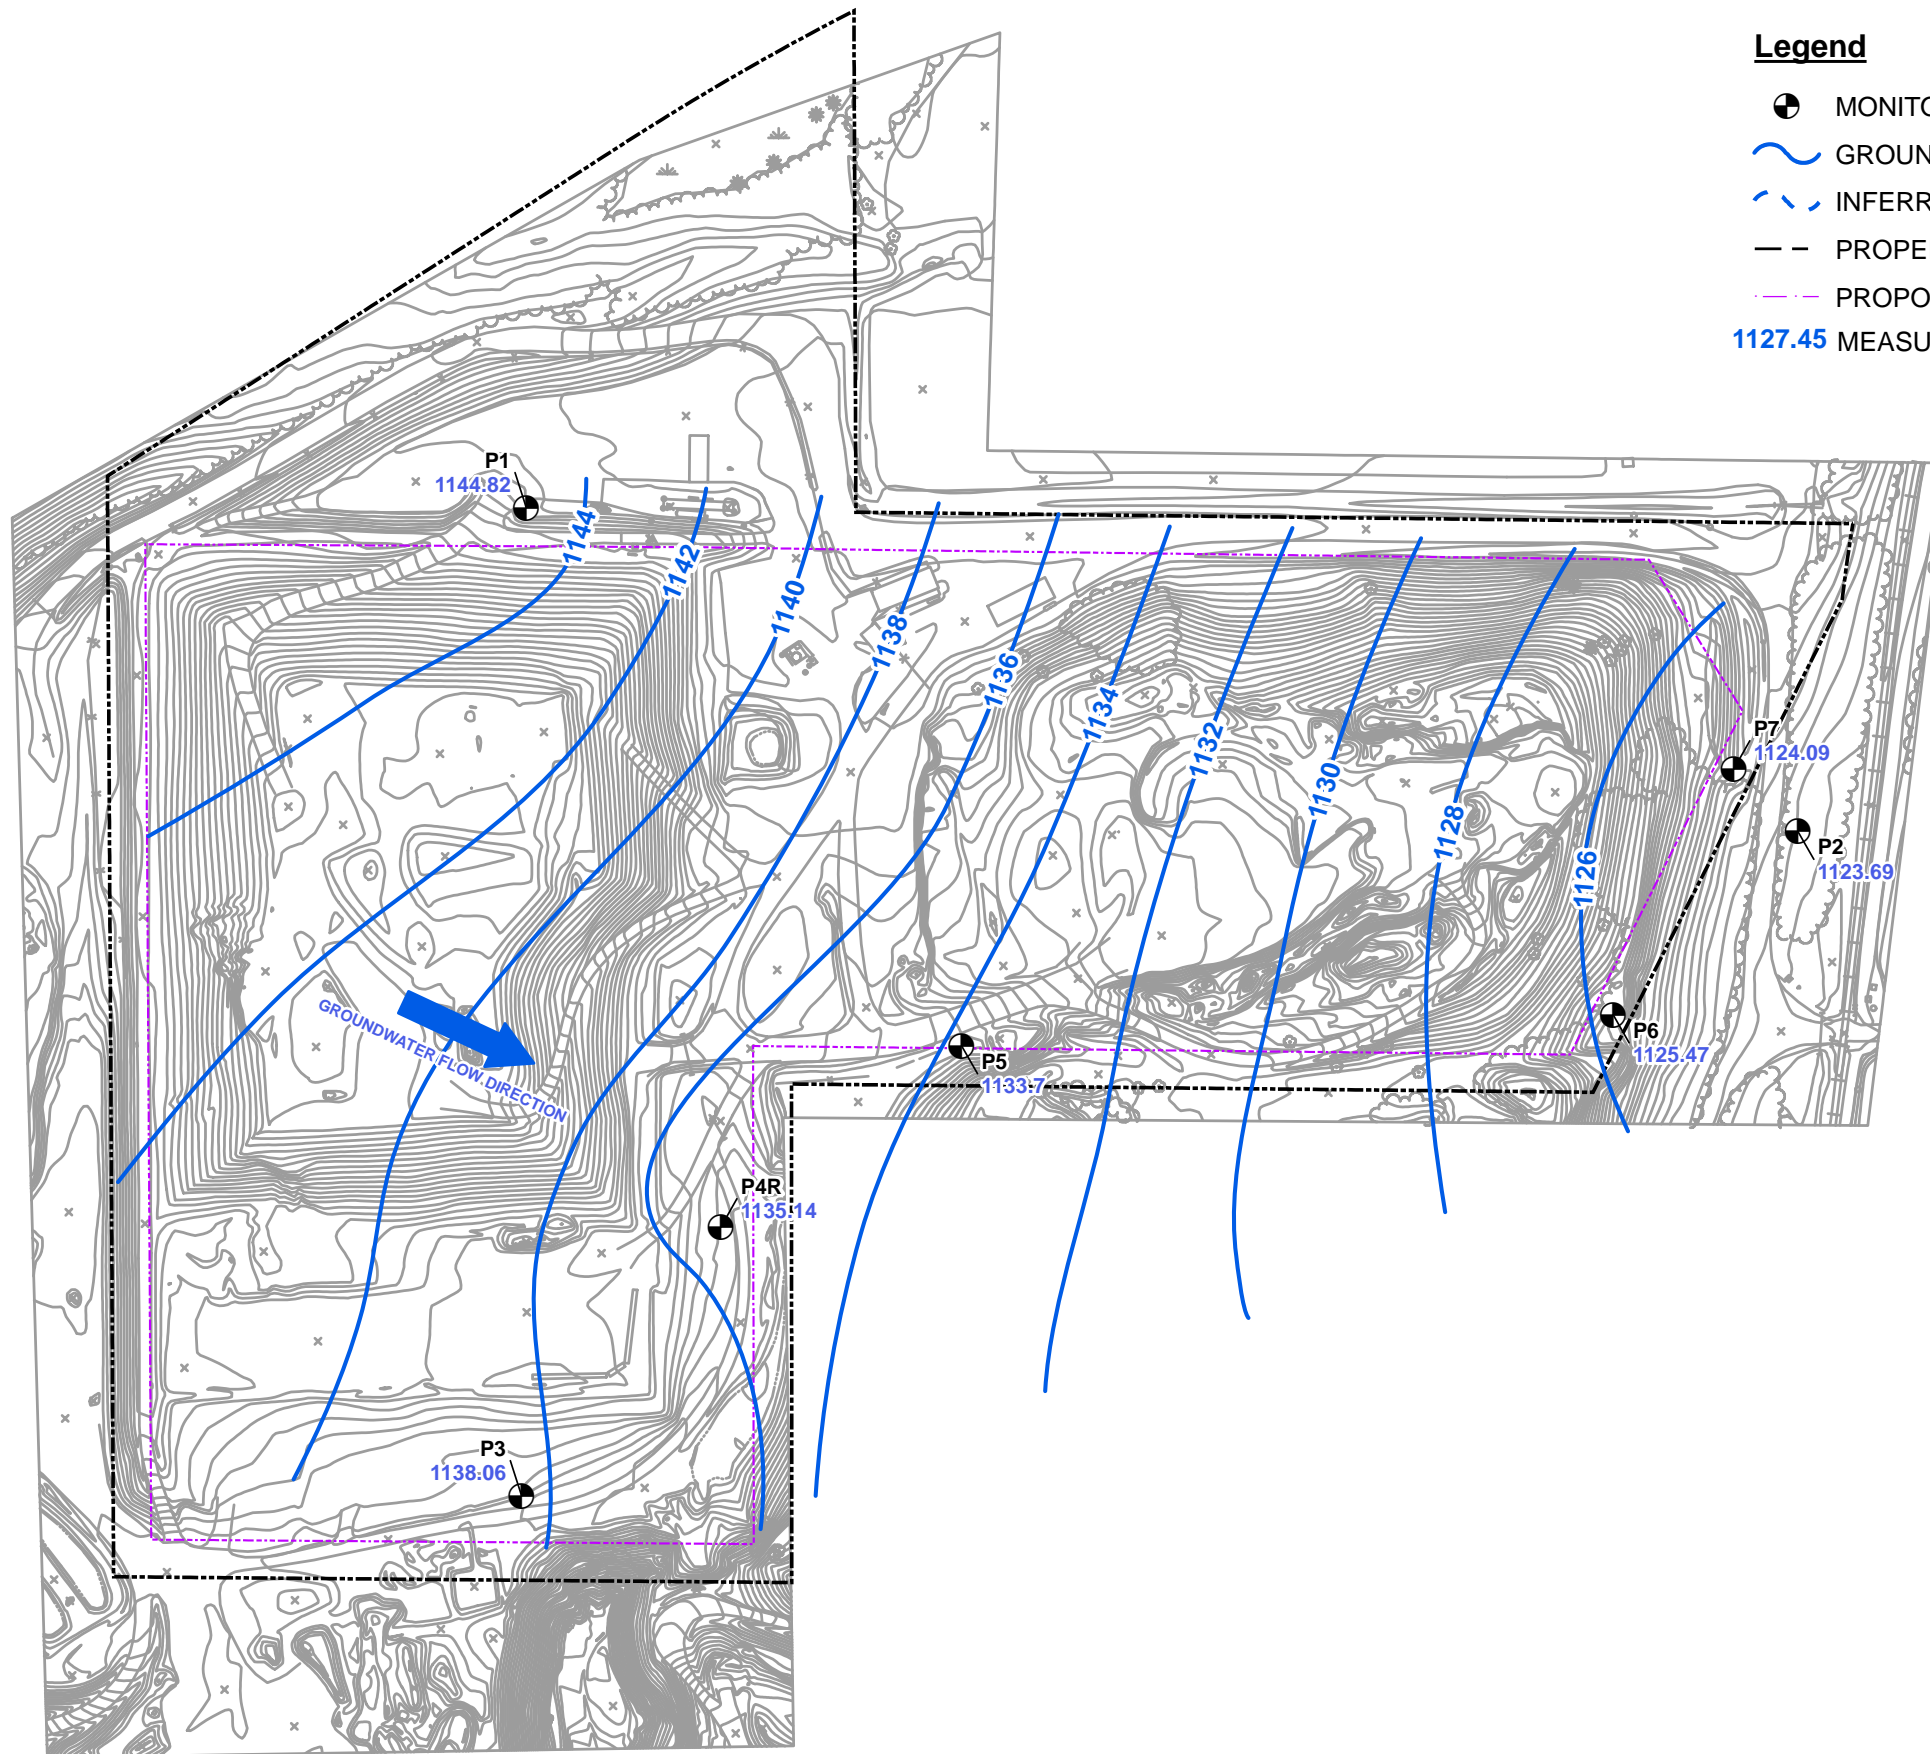 Legend
MONITO
GROUN
INFERR
PROPE
PROPO
1127.45 MEASU
P1
1144.82
1144
1142
1140
1138
1136
1134
1132
1130
1128
1126
P7
1124.09
P2
1123.69
GROUNDWATER FLOW DIRECTION
P5
1133.7
P6
1125.47
P4R
1135.14
P3
1138.06